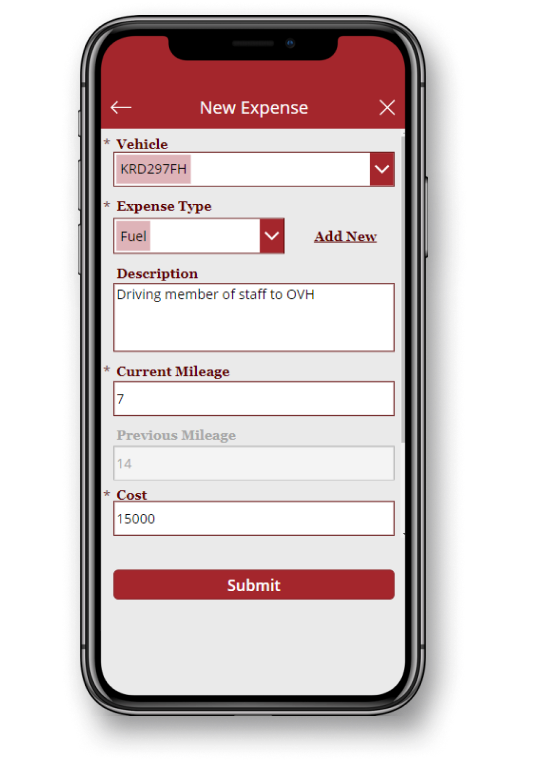 New Expense
* Vehicle
KRD297FH
* Expense Type
Fuel
Add New
Description
Driving member of staff to OVH
* Current Mileage
7
Previous Mileage
14
* Cost
15000
Submit